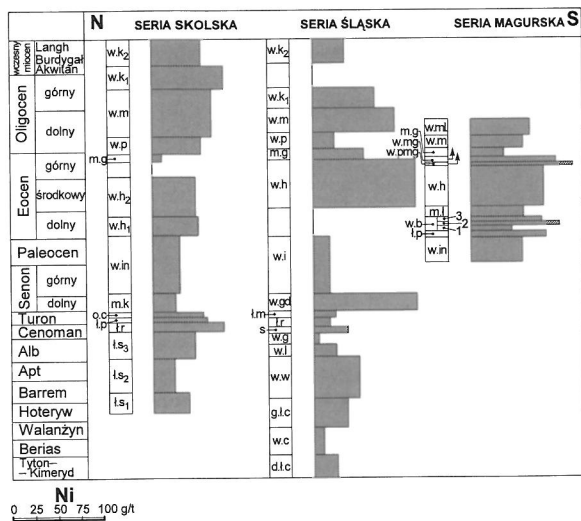 N SERIA SKOLSKA SERIA ŚLĄSKA SERIA MAGURSKA S
wczesny miocen
Langh
Burdygał
Akwitan
Oligocen
górny
dolny
Eocen
górny
środkowy
dolny
Paleocen
Senon
górny
dolny
Turon
Cenoman
Alb
Apt
Barrem
Hoteryw
Walanżyn
Berias
Tyton–
–Kimeryd
w.k2
w.k1
w.m
w.p
m.g
w.h2
w.h1
w.in
m.k
o.c
ł.p
ł.r
ł.s3
ł.s2
ł.s1
w.k2
w.k1
w.m
w.p
m.g
w.h
w.i
w.gd
ł.m
ł.r
s
w.g
w.l
w.w
g.ł.c
w.c
d.ł.c
m.g
w.mg
w.pmg
w.ml
w.m
w.h
m.l
w.b
ł.p
3
2
1
w.in
Ni
0 25 50 75 100 g/t